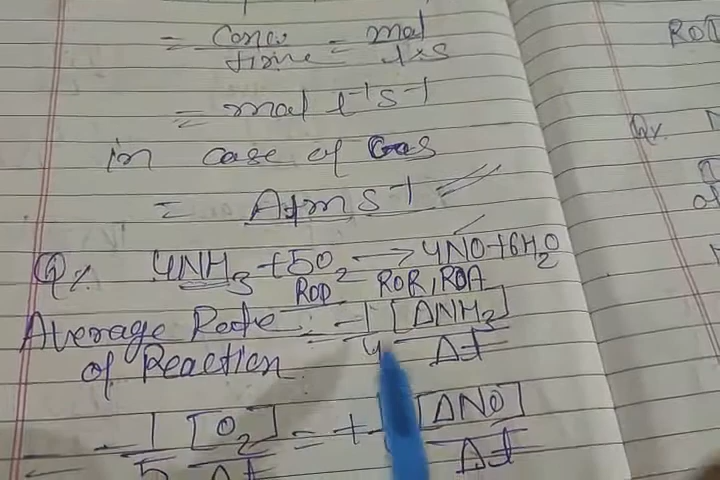 = Conc / time = mol / l×s
= mol l⁻¹ s⁻¹
in case of Gas
= Atm s⁻¹
Q/. 4NH₃ + 5O₂ → 4NO + 6H₂O
ROD ROR, ROA
Average Rate of Reaction = -1/4 [ΔNH₃] / Δt
= -1/5 [O₂] / Δt = + [ΔNO] / Δt